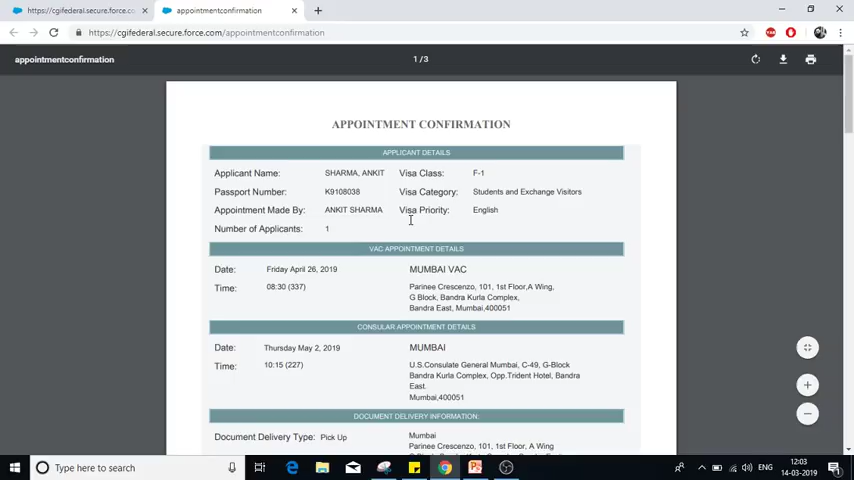 https://cgifederal.secure.force.com/
appointmentconfirmation
https://cgifederal.secure.force.com/appointmentconfirmation
appointmentconfirmation
1/3
APPOINTMENT CONFIRMATION
APPLICANT DETAILS
Applicant Name: SHARMA, ANKIT Visa Class: F-1
Passport Number: K9108038 Visa Category: Students and Exchange Visitors
Appointment Made By: ANKIT SHARMA Visa Priority: English
Number of Applicants: 1
VAC APPOINTMENT DETAILS
Date: Friday April 26, 2019 MUMBAI VAC
Time: 08:30 (337) Parinee Crescenzo, 101, 1st Floor,A Wing,
G Block, Bandra Kurla Complex,
Bandra East, Mumbai,400051
CONSULAR APPOINTMENT DETAILS
Date: Thursday May 2, 2019 MUMBAI
Time: 10:15 (227) U.S.Consulate General Mumbai, C-49, G-Block
Bandra Kurla Complex, Opp.Trident Hotel, Bandra
East.
Mumbai,400051
DOCUMENT DELIVERY INFORMATION:
Document Delivery Type: Pick Up Mumbai
Parinee Crescenzo, 101, 1st Floor, A Wing
Type here to search
ENG
12:03
14-03-2019